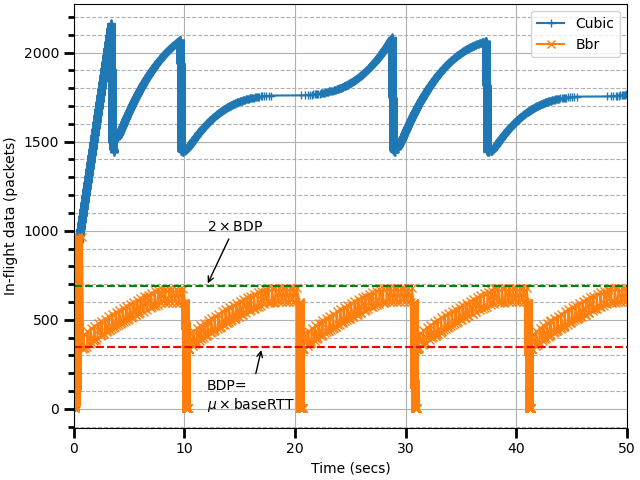 Cubic
Bbr
In-flight data (packets)
2000
1500
1000
500
0
2 × BDP
BDP=
μ × baseRTT
0 10 20 30 40 50
Time (secs)